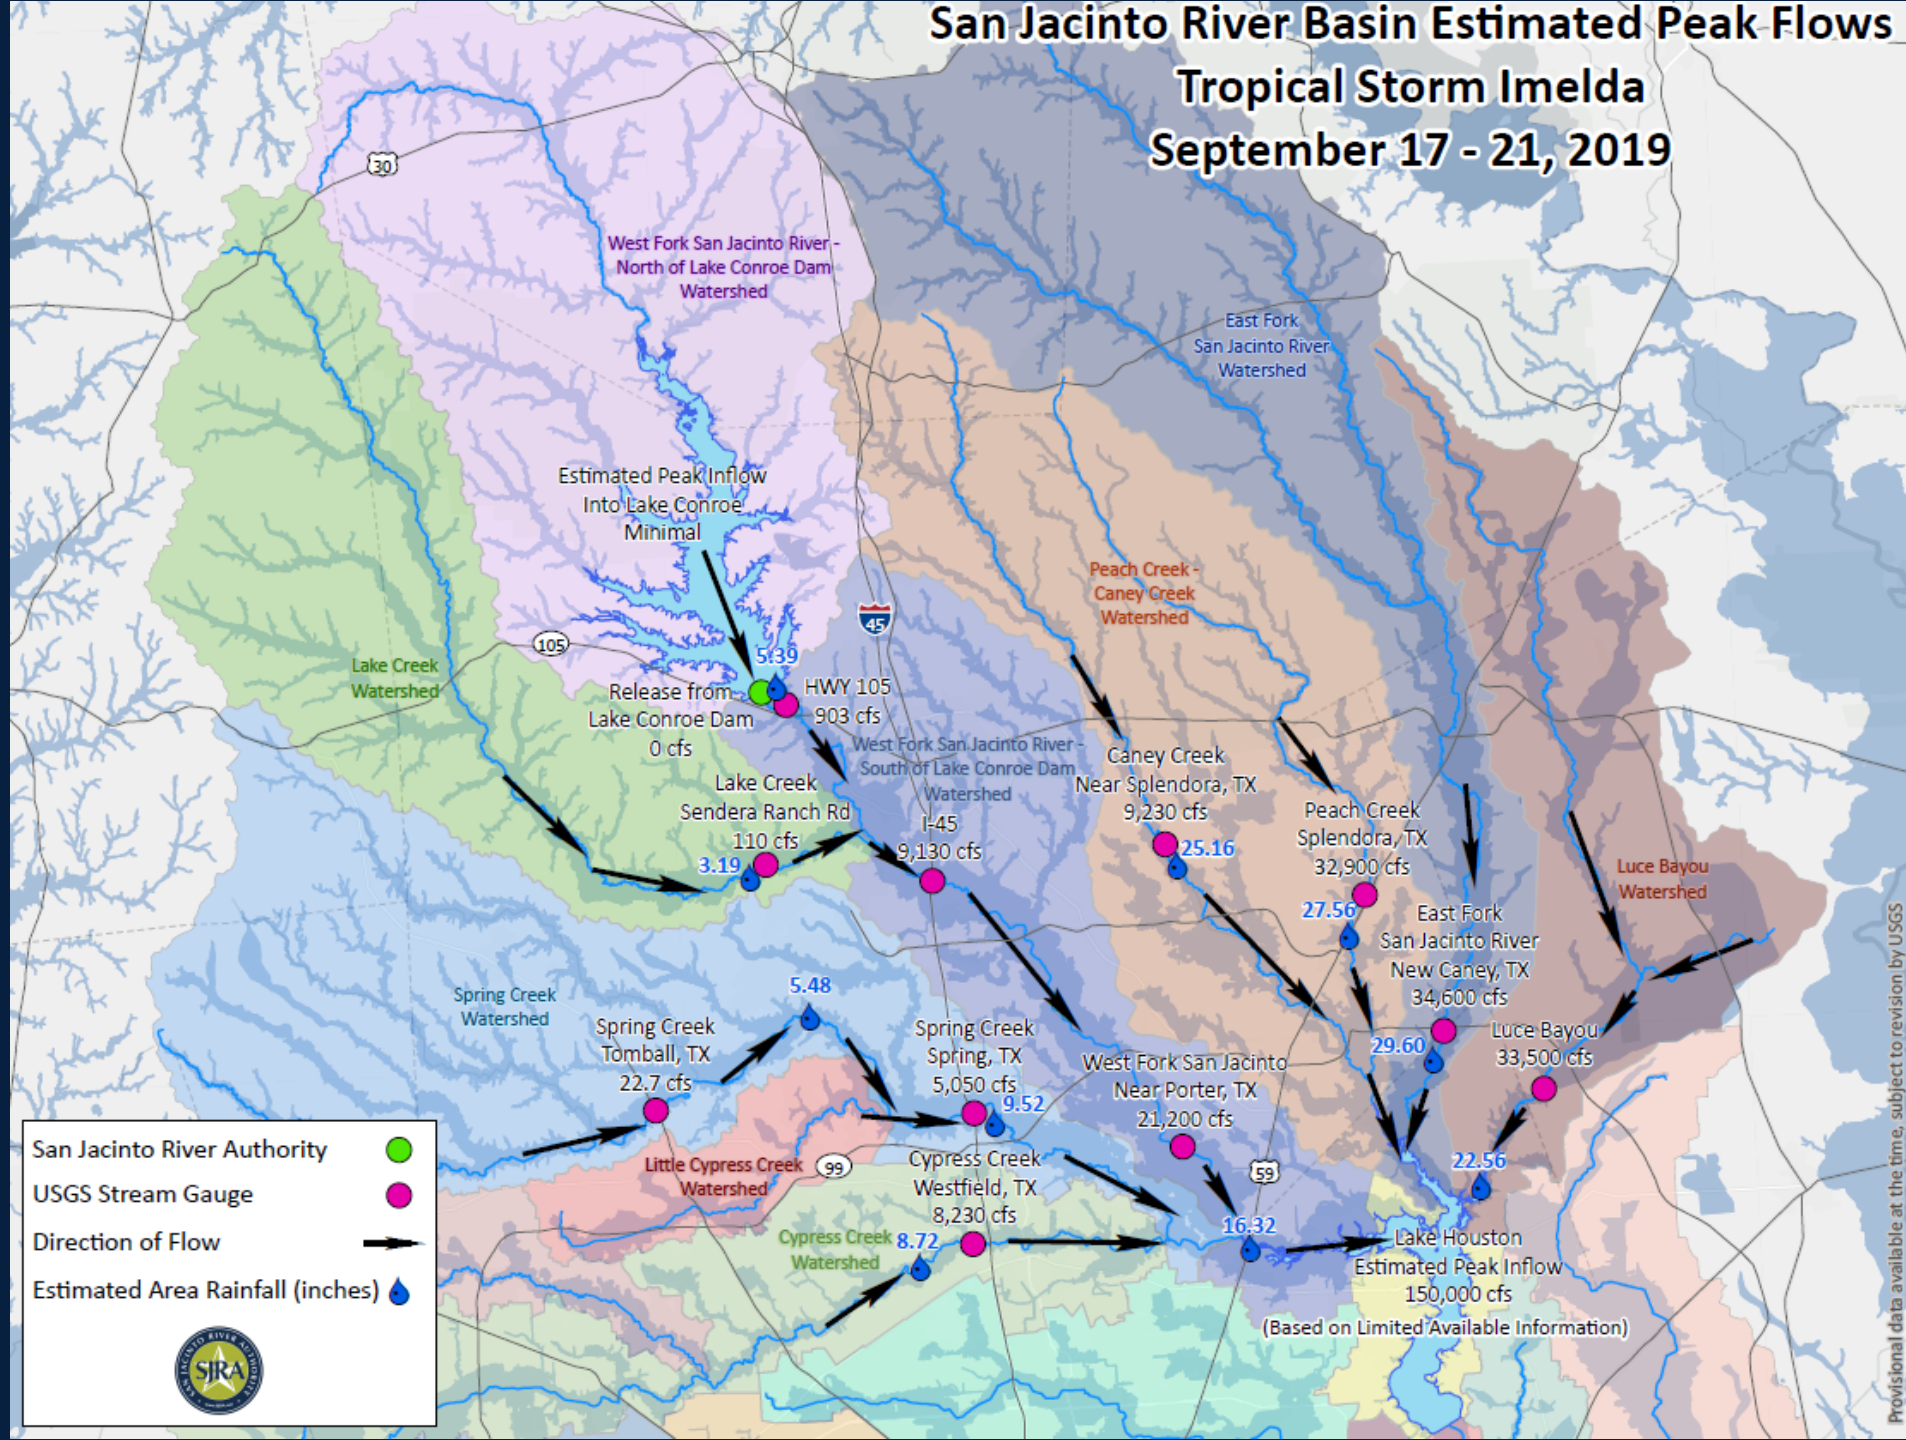 San Jacinto River Basin Estimated Peak Flows
Tropical Storm Imelda
September 17 - 21, 2019
30
West Fork San Jacinto River -
North of Lake Conroe Dam
Watershed
East Fork
San Jacinto River
Watershed
Estimated Peak Inflow
Into Lake Conroe
Minimal
Peach Creek -
Caney Creek
Watershed
45
105
5.39
Lake Creek
Watershed
Release from
Lake Conroe Dam
0 cfs
HWY 105
903 cfs
West Fork San Jacinto River -
South of Lake Conroe Dam
Watershed
Caney Creek
Near Splendora, TX
9,230 cfs
Lake Creek
Sendera Ranch Rd
110 cfs
3.19
I-45
9,130 cfs
25.16
Peach Creek
Splendora, TX
32,900 cfs
27.56
Luce Bayou
Watershed
East Fork
San Jacinto River
New Caney, TX
34,600 cfs
29.60
Luce Bayou
33,500 cfs
5.48
Spring Creek
Watershed
Spring Creek
Tomball, TX
22.7 cfs
Spring Creek
Spring, TX
5,050 cfs
9.52
West Fork San Jacinto
Near Porter, TX
21,200 cfs
Little Cypress Creek
Watershed
99
Cypress Creek
Westfield, TX
8,230 cfs
59
22.56
Cypress Creek
Watershed
8.72
16.32
Lake Houston
Estimated Peak Inflow
150,000 cfs
(Based on Limited Available Information)
San Jacinto River Authority
USGS Stream Gauge
Direction of Flow
Estimated Area Rainfall (inches)
SAN JACINTO RIVER AUTHORITY
SJRA
Provisional data available at the time, subject to revision by USGS